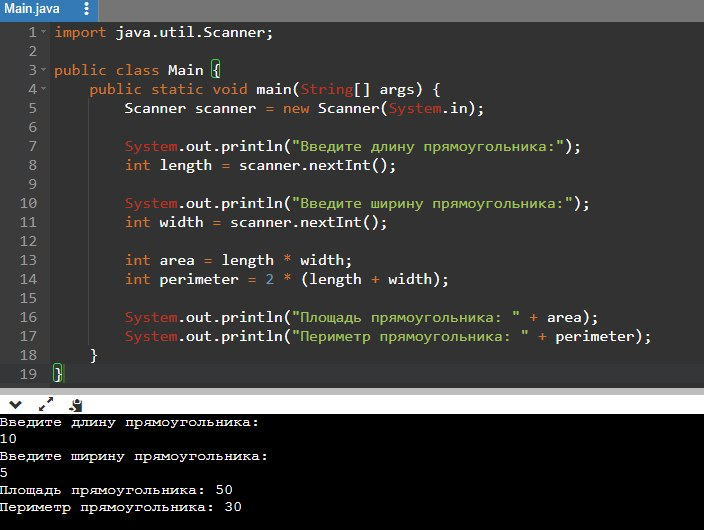 Main.java
1 import java.util.Scanner;
2
3 public class Main {
4     public static void main(String[] args) {
5         Scanner scanner = new Scanner(System.in);
6
7         System.out.println("Введите длину прямоугольника:");
8         int length = scanner.nextInt();
9
10         System.out.println("Введите ширину прямоугольника:");
11         int width = scanner.nextInt();
12
13         int area = length * width;
14         int perimeter = 2 * (length + width);
15
16         System.out.println("Площадь прямоугольника: " + area);
17         System.out.println("Периметр прямоугольника: " + perimeter);
18     }
19 }
Введите длину прямоугольника:
10
Введите ширину прямоугольника:
5
Площадь прямоугольника: 50
Периметр прямоугольника: 30